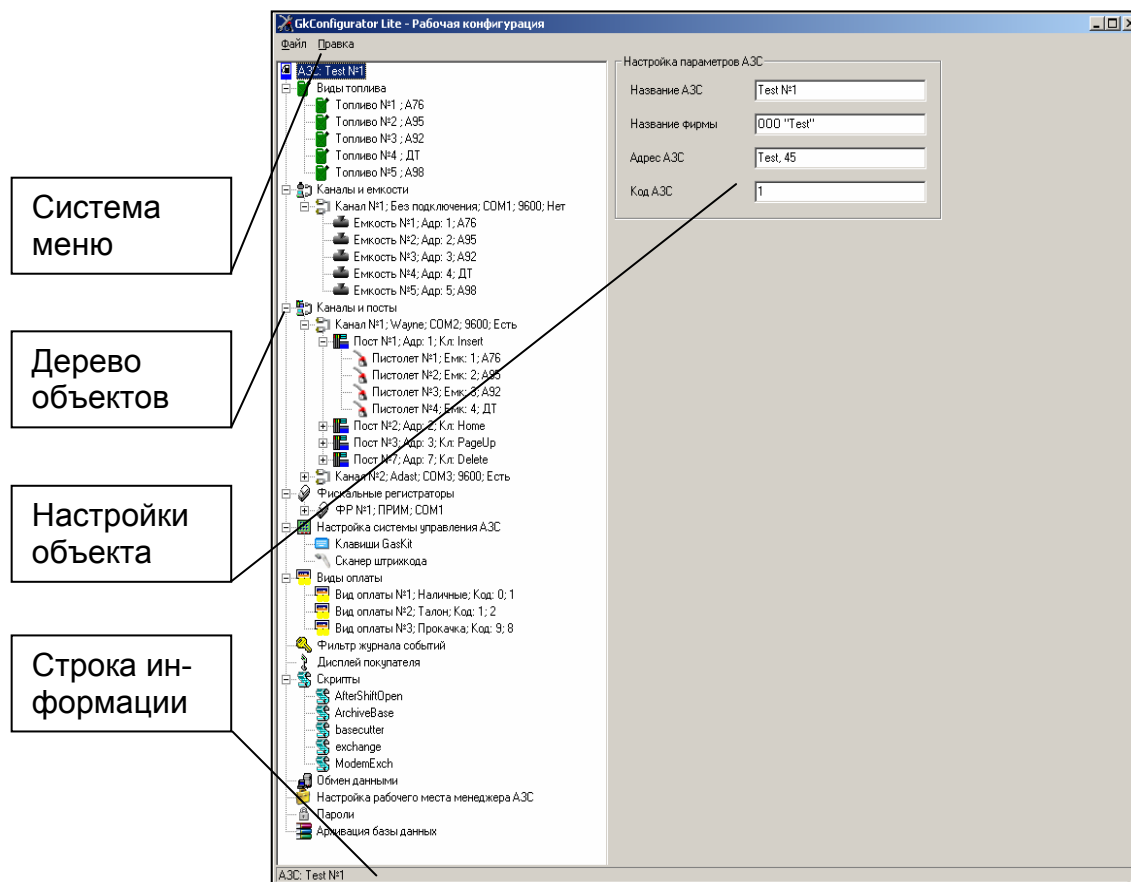 GkConfigurator Lite - Рабочая конфигурация
Файл Правка
АЗС: Test №1
Виды топлива
Топливо №1 ; А76
Топливо №2 ; А95
Топливо №3 ; А92
Топливо №4 ; ДТ
Топливо №5 ; А98
Каналы и емкости
Канал №1; Без подключения; COM1; 9600; Нет
Емкость №1; Адр: 1; А76
Емкость №2; Адр: 2; А95
Емкость №3; Адр: 3; А92
Емкость №4; Адр: 4; ДТ
Емкость №5; Адр: 5; А98
Каналы и посты
Канал №1; Wayne; COM2; 9600; Есть
Пост №1; Адр: 1; Кл: Insert
Пистолет №1; Емк: 1; А76
Пистолет №2; Емк: 2; А95
Пистолет №3; Емк: 3; А92
Пистолет №4; Емк: 4; ДТ
Пост №2; Адр: 2; Кл: Home
Пост №3; Адр: 3; Кл: PageUp
Пост №7; Адр: 7; Кл: Delete
Канал №2; Adast; COM3; 9600; Есть
Фискальные регистраторы
ФР №1; ПРИМ; COM1
Настройка системы управления АЗС
Клавиши GasKit
Сканер штрихкода
Виды оплаты
Вид оплаты №1; Наличные; Код: 0; 1
Вид оплаты №2; Талон; Код: 1; 2
Вид оплаты №3; Прокачка; Код: 9; 8
Фильтр журнала событий
Дисплей покупателя
Скрипты
AfterShiftOpen
ArchiveBase
basecutter
exchange
ModemExch
Обмен данными
Настройка рабочего места менеджера АЗС
Пароли
Архивация базы данных
Настройка параметров АЗС
Название АЗС Test №1
Название фирмы ООО "Test"
Адрес АЗС Test, 45
Код АЗС 1
АЗС: Test №1
Система
меню
Дерево
объектов
Настройки
объекта
Строка ин-
формации